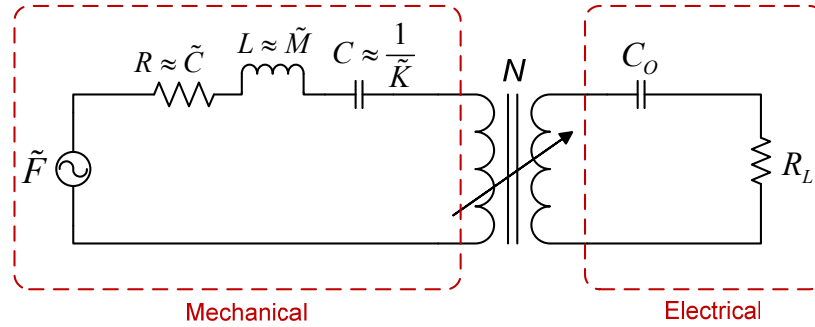 R ≈ C̃
L ≈ M̃
C ≈ 1/K̃
N
C_O
F̃
R_L
Mechanical
Electrical